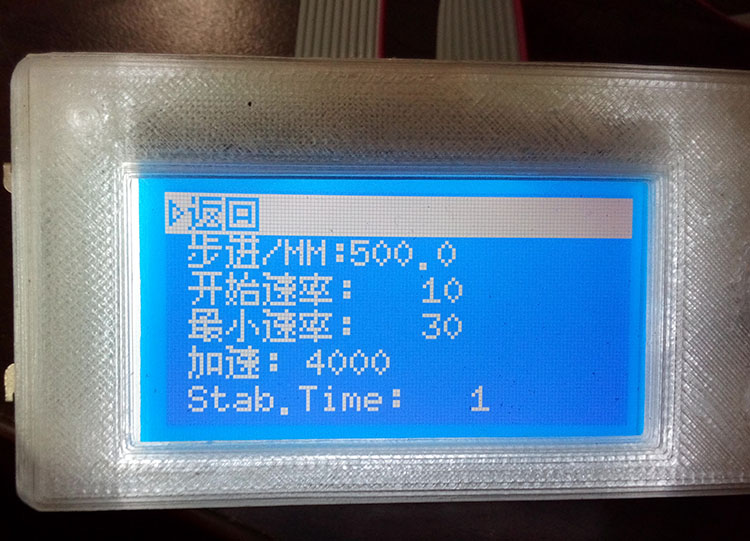 返回
步进/MM:500.0
开始速率: 10
最小速率: 30
加速: 4000
Stab.Time: 1